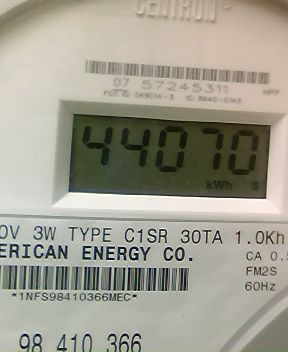 CENTRON®
07 57245311
44070
kWh
0V 3W TYPE C1SR 30TA 1.0Kh
ERICAN ENERGY CO. CA 0.5
FM2S
*1NFS98410366MEC* 60Hz
98 410 366